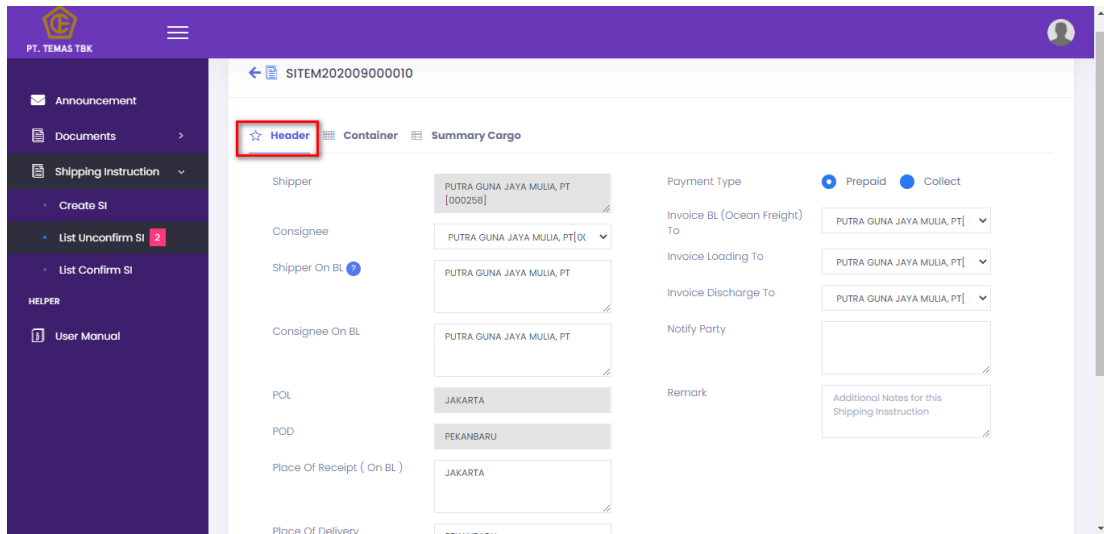 PT. TEMAS TBK
Announcement
Documents
Shipping Instruction
Create SI
List Unconfirm SI 2
List Confirm SI
HELPER
User Manual
SITEM202009000010
Header Container Summary Cargo
Shipper
PUTRA GUNA JAYA MULIA, PT
[000258]
Consignee
PUTRA GUNA JAYA MULIA, PT[0(
Shipper On BL ?
PUTRA GUNA JAYA MULIA, PT
Consignee On BL
PUTRA GUNA JAYA MULIA, PT
POL
JAKARTA
POD
PEKANBARU
Place Of Receipt ( On BL )
JAKARTA
Place Of Delivery
Payment Type
Prepaid Collect
Invoice BL (Ocean Freight)
To
PUTRA GUNA JAYA MULIA, PT[
Invoice Loading To
PUTRA GUNA JAYA MULIA, PT[
Invoice Discharge To
PUTRA GUNA JAYA MULIA, PT[
Notify Party
Remark
Additional Notes for this
Shipping Insstruction